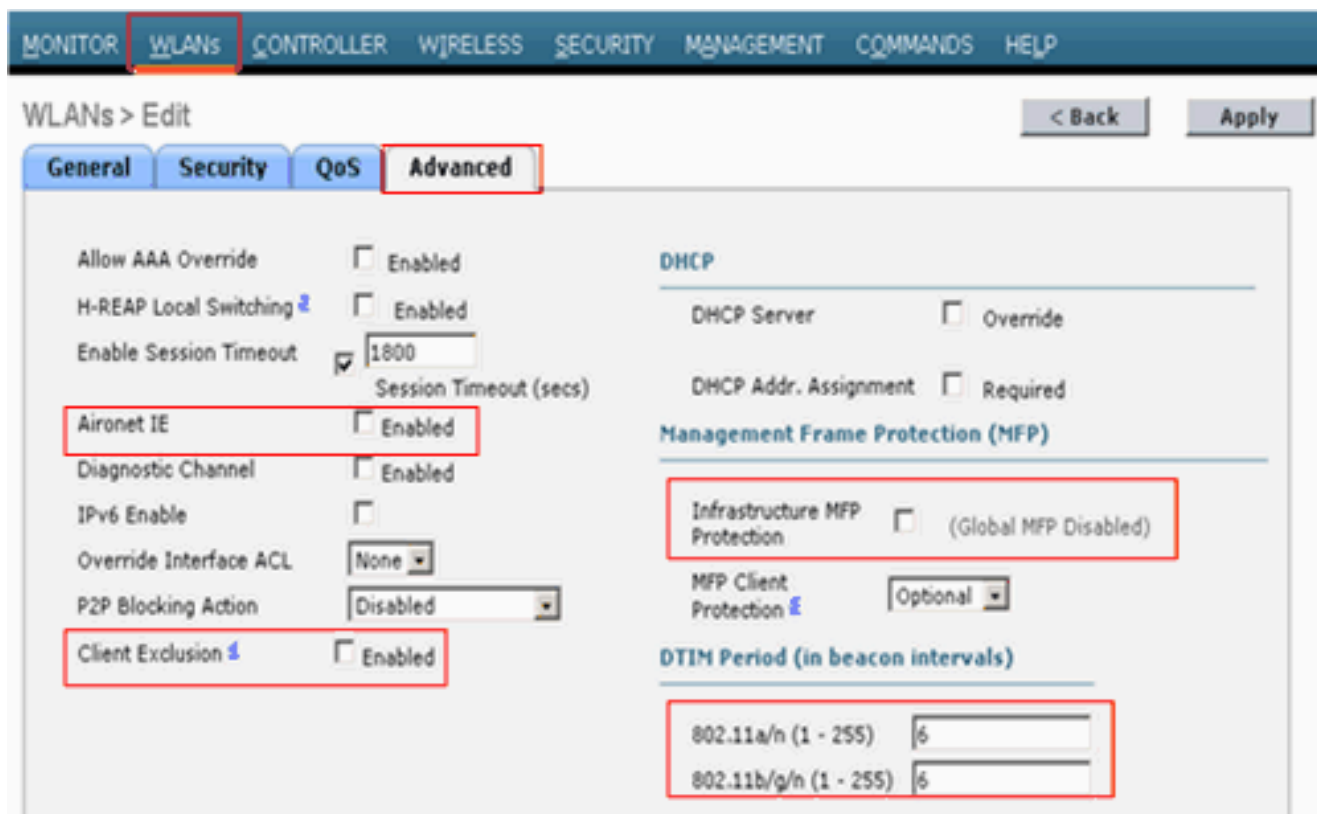 MONITOR WLANs CONTROLLER WIRELESS SECURITY MANAGEMENT COMMANDS HELP
WLANs > Edit
< Back Apply
General Security QoS Advanced
Allow AAA Override Enabled
H-REAP Local Switching 2 Enabled
Enable Session Timeout 1800
Session Timeout (secs)
Aironet IE Enabled
Diagnostic Channel Enabled
IPv6 Enable
Override Interface ACL None
P2P Blocking Action Disabled
Client Exclusion 1 Enabled
DHCP
DHCP Server Override
DHCP Addr. Assignment Required
Management Frame Protection (MFP)
Infrastructure MFP
Protection (Global MFP Disabled)
MFP Client
Protection Optional
DTIM Period (in beacon intervals)
802.11a/n (1 - 255) 6
802.11b/g/n (1 - 255) 6